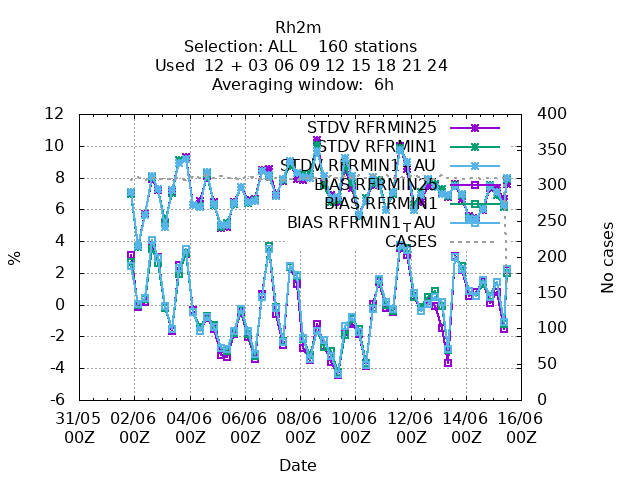 Rh2m
Selection: ALL    160 stations
Used  12 + 03 06 09 12 15 18 21 24
Averaging window:  6h
STDV RFRMIN25
STDV RFRMIN1
STDV RFRMIN1_AU
BIAS RFRMIN25
BIAS RFRMIN1
BIAS RFRMIN1_AU
CASES
12
10
8
6
4
2
0
-2
-4
-6
%
400
350
300
250
200
150
100
50
0
No cases
31/05 02/06 04/06 06/06 08/06 10/06 12/06 14/06 16/06
00Z 00Z 00Z 00Z 00Z 00Z 00Z 00Z 00Z
Date